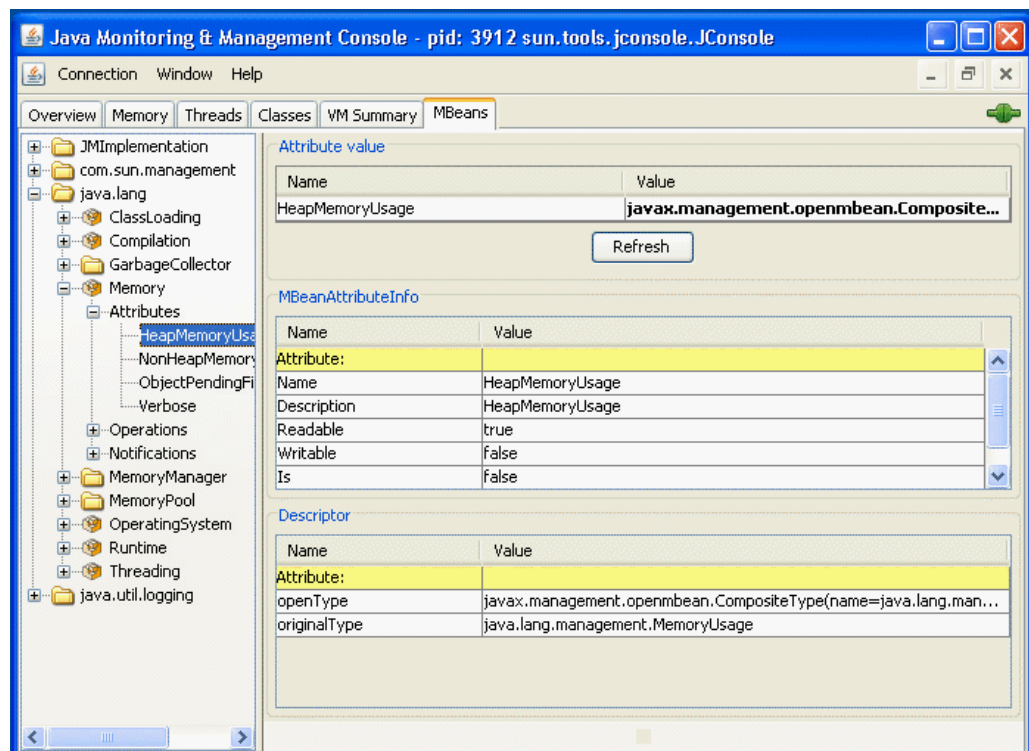 Java Monitoring & Management Console - pid: 3912 sun.tools.jconsole.JConsole
Connection Window Help
Overview Memory Threads Classes VM Summary MBeans
JMImplementation
com.sun.management
java.lang
ClassLoading
Compilation
GarbageCollector
Memory
Attributes
HeapMemoryUsa
NonHeapMemory
ObjectPendingFi
Verbose
Operations
Notifications
MemoryManager
MemoryPool
OperatingSystem
Runtime
Threading
java.util.logging
Attribute value
Name Value
HeapMemoryUsage javax.management.openmbean.Composite...
Refresh
MBeanAttributeInfo
Name Value
Attribute:
Name HeapMemoryUsage
Description HeapMemoryUsage
Readable true
Writable false
Is false
Descriptor
Name Value
Attribute:
openType javax.management.openmbean.CompositeType(name=java.lang.man...
originalType java.lang.management.MemoryUsage